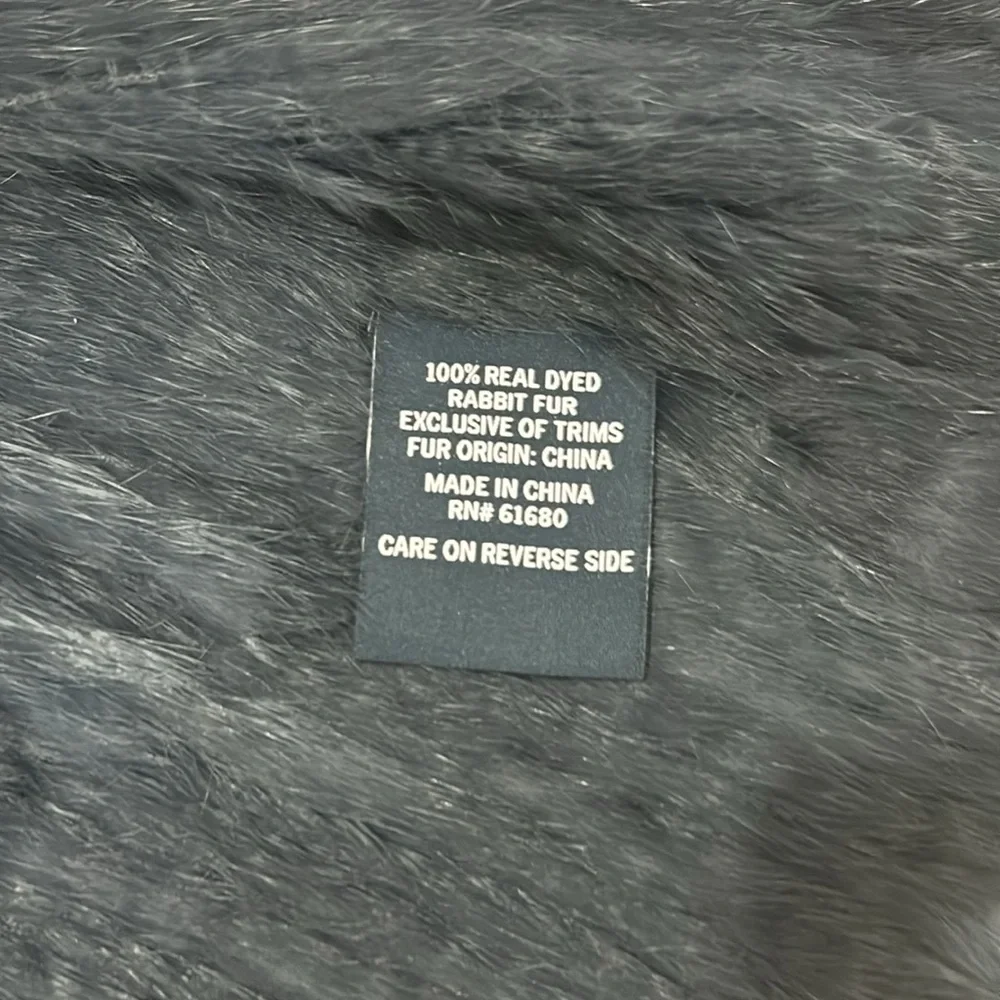 100% REAL DYED
RABBIT FUR
EXCLUSIVE OF TRIMS
FUR ORIGIN: CHINA
MADE IN CHINA
RN# 61680
CARE ON REVERSE SIDE